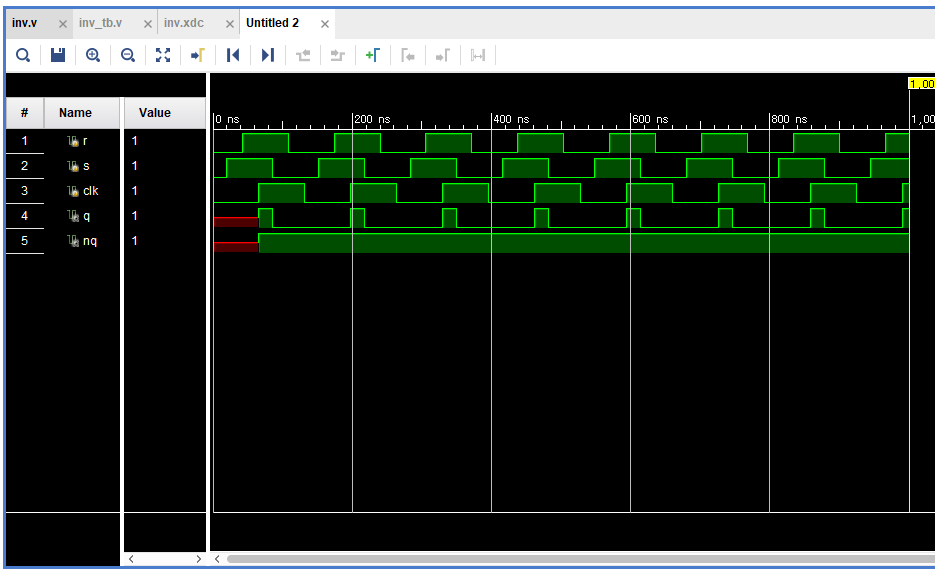 inv.v inv_tb.v inv.xdc Untitled 2
1,00
# Name Value
0 ns 200 ns 400 ns 600 ns 800 ns 1,00
1 r 1
2 s 1
3 clk 1
4 q 1
5 nq 1